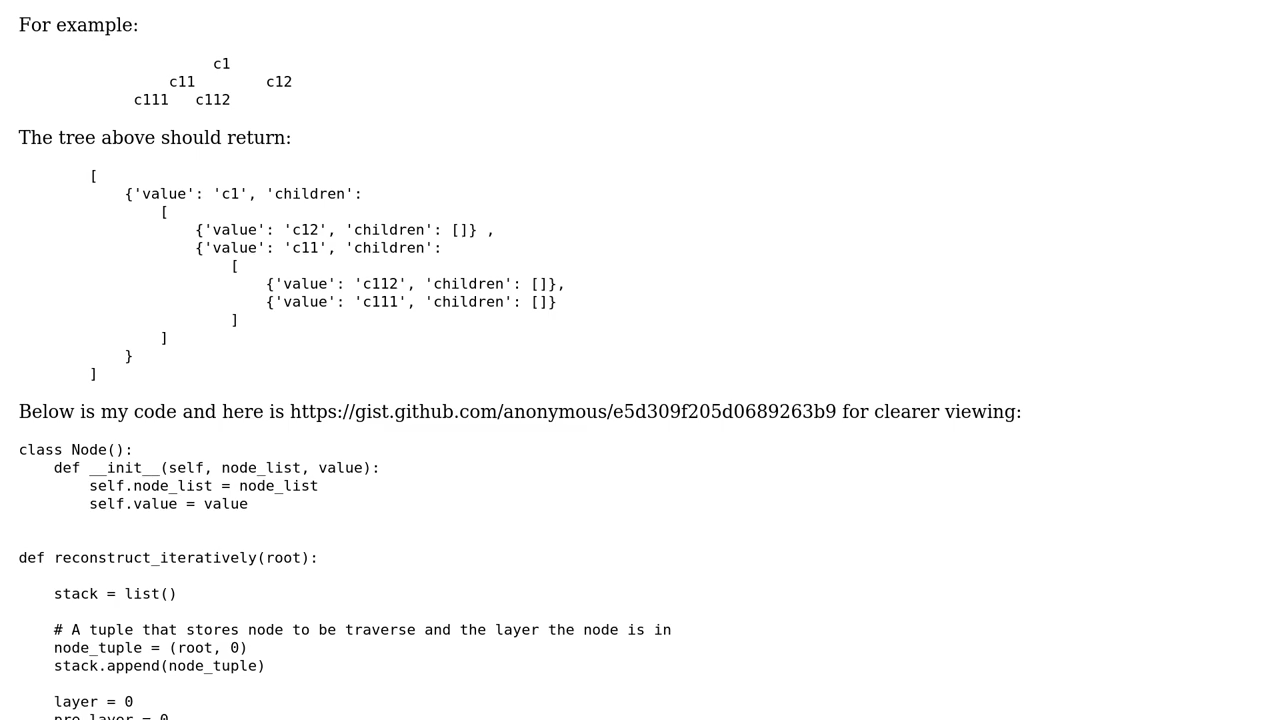 For example:
c1
c11 c12
c111 c112
The tree above should return:
[
{'value': 'c1', 'children':
[
{'value': 'c12', 'children': []} ,
{'value': 'c11', 'children':
[
{'value': 'c112', 'children': []},
{'value': 'c111', 'children': []}
]
]
}
]
Below is my code and here is https://gist.github.com/anonymous/e5d309f205d0689263b9 for clearer viewing:
class Node():
def __init__(self, node_list, value):
self.node_list = node_list
self.value = value
def reconstruct_iteratively(root):
stack = list()
# A tuple that stores node to be traverse and the layer the node is in
node_tuple = (root, 0)
stack.append(node_tuple)
layer = 0
pre_layer = 0